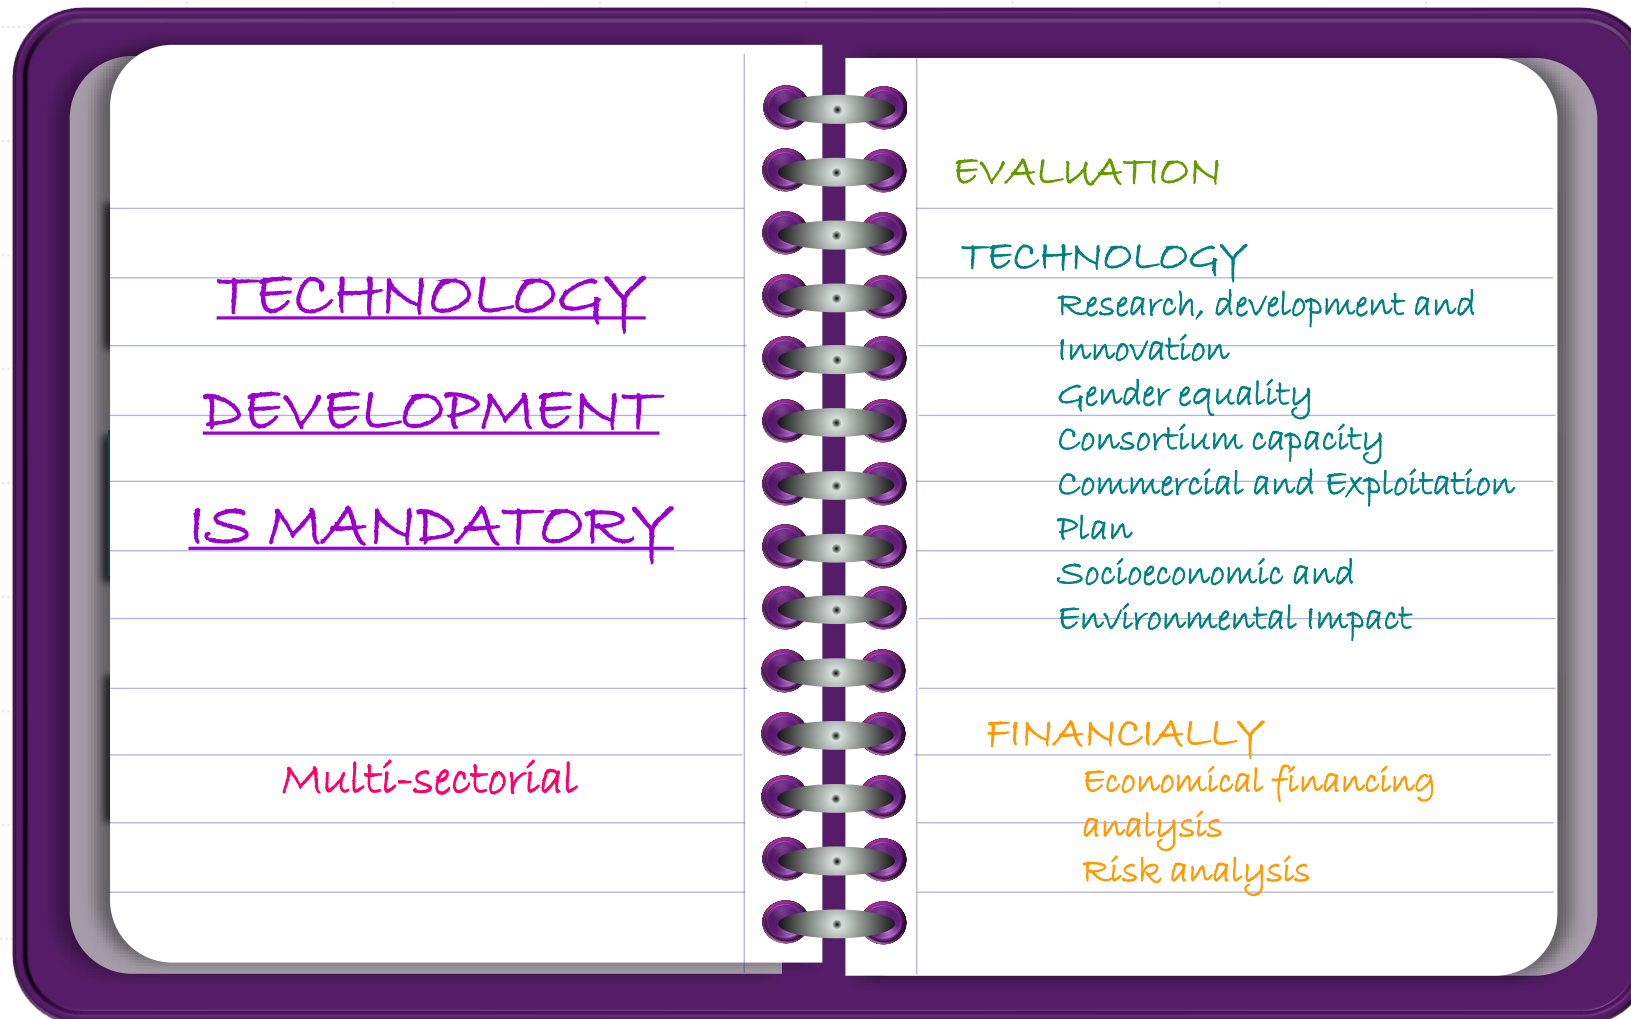 TECHNOLOGY
DEVELOPMENT
IS MANDATORY
Multi-sectorial
EVALUATION
TECHNOLOGY
Research, development and
Innovation
Gender equality
Consortium capacity
Commercial and Exploitation
Plan
Socioeconomic and
Environmental Impact
FINANCIALLY
Economical financing
analysis
Risk analysis